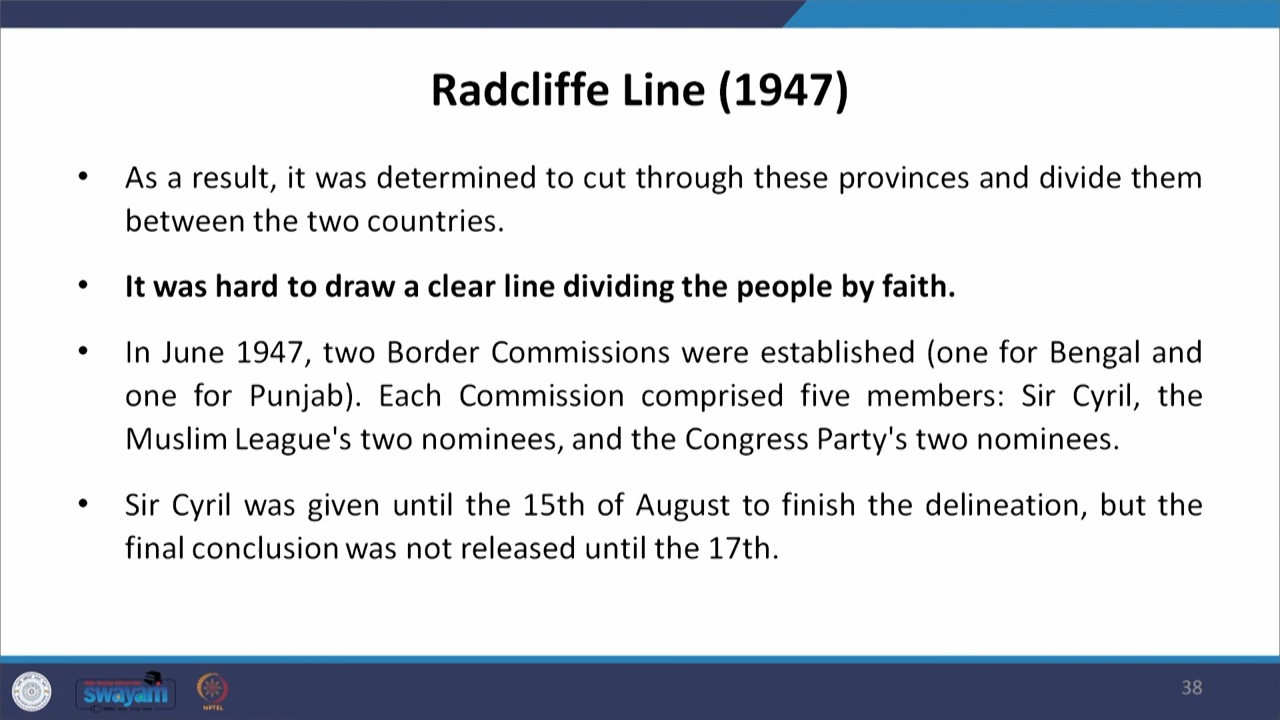 Radcliffe Line (1947)
• As a result, it was determined to cut through these provinces and divide them
between the two countries.
• It was hard to draw a clear line dividing the people by faith.
• In June 1947, two Border Commissions were established (one for Bengal and
one for Punjab). Each Commission comprised five members: Sir Cyril, the
Muslim League's two nominees, and the Congress Party's two nominees.
• Sir Cyril was given until the 15th of August to finish the delineation, but the
final conclusion was not released until the 17th.
swayam
NPTEL
38